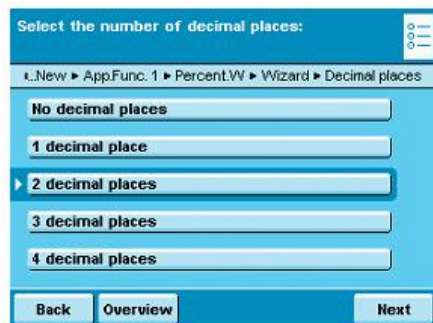 Select the number of decimal places:
...New ▸ App.Func. 1 ▸ Percent.W ▸ Wizard ▸ Decimal places
No decimal places
1 decimal place
2 decimal places
3 decimal places
4 decimal places
Back Overview Next